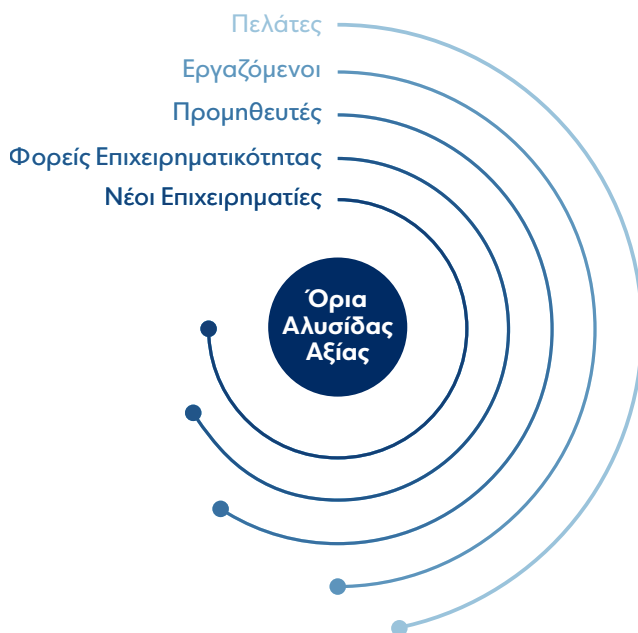 Πελάτες
Εργαζόμενοι
Προμηθευτές
Φορείς Επιχειρηματικότητας
Νέοι Επιχειρηματίες
Όρια
Αλυσίδας
Αξίας